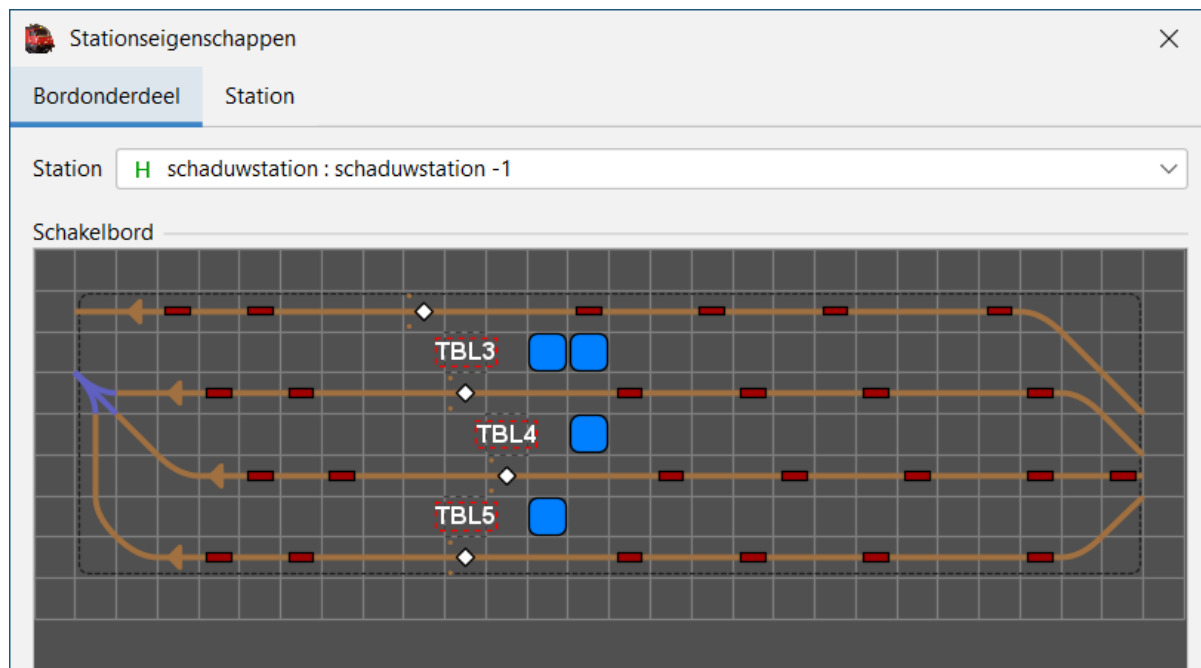 Stationseigenschappen
Bordonderdeel Station
Station H schaduwstation : schaduwstation -1
Schakelbord
TBL3
TBL4
TBL5